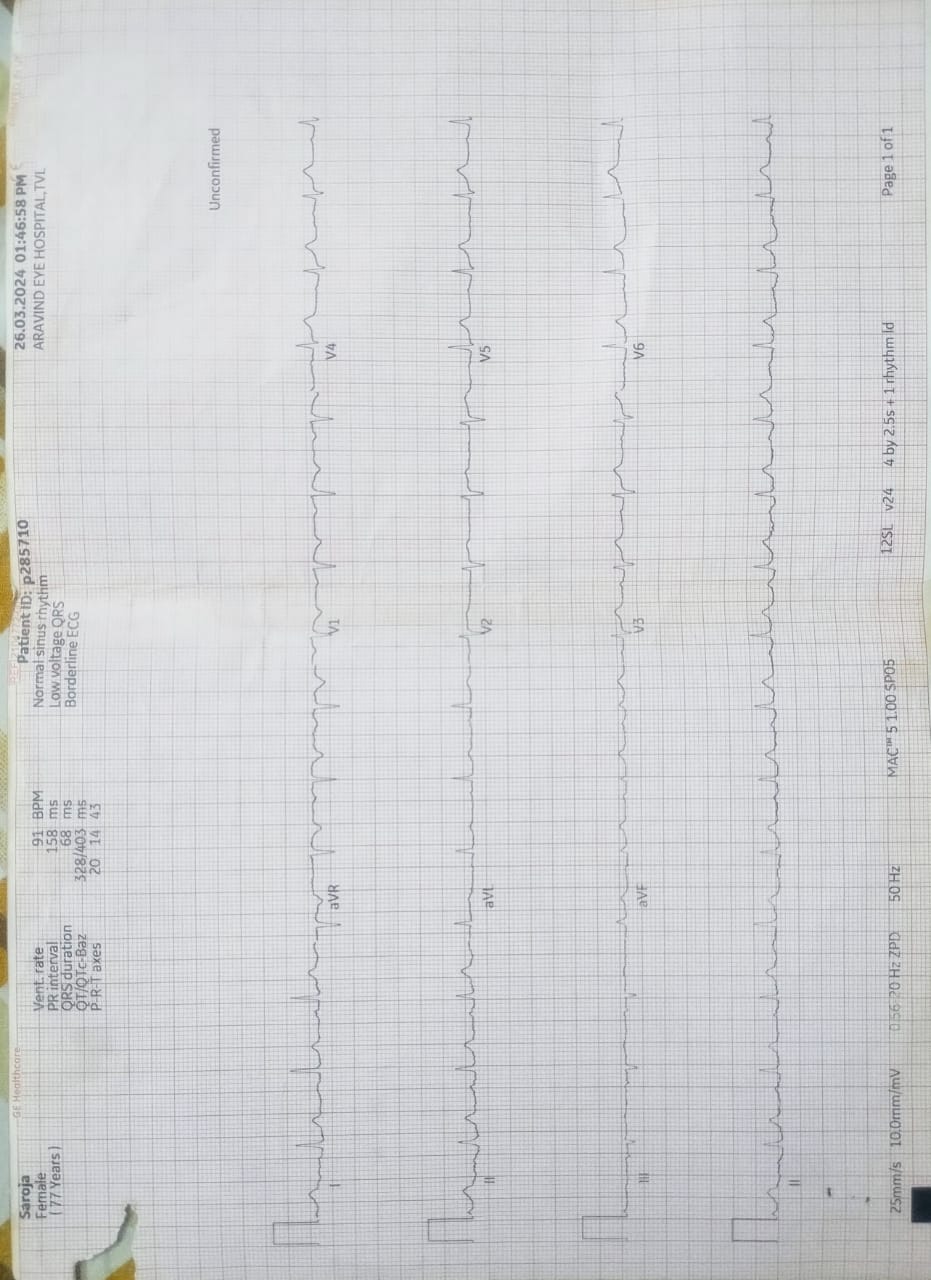 GE Healthcare
Saroja
Female
( 77 Years )
Vent. rate 91 BPM
PR interval 158 ms
QRS duration 68 ms
QT/QTc-Baz 328/403 ms
P-R-T axes 20 14 43
Patient ID: p285710
Normal sinus rhythm
Low voltage QRS
Borderline ECG
26.03.2024 01:46:58 PM
ARAVIND EYE HOSPITAL,TVL
Unconfirmed
I aVR V1 V4
II aVL V2 V5
III aVF V3 V6
II
25mm/s 10.0mm/mV 0.56-20 Hz ZPD 50 Hz MAC™ 5 1.00 SP05 12SL v24 4 by 2.5s + 1 rhythm ld Page 1 of 1